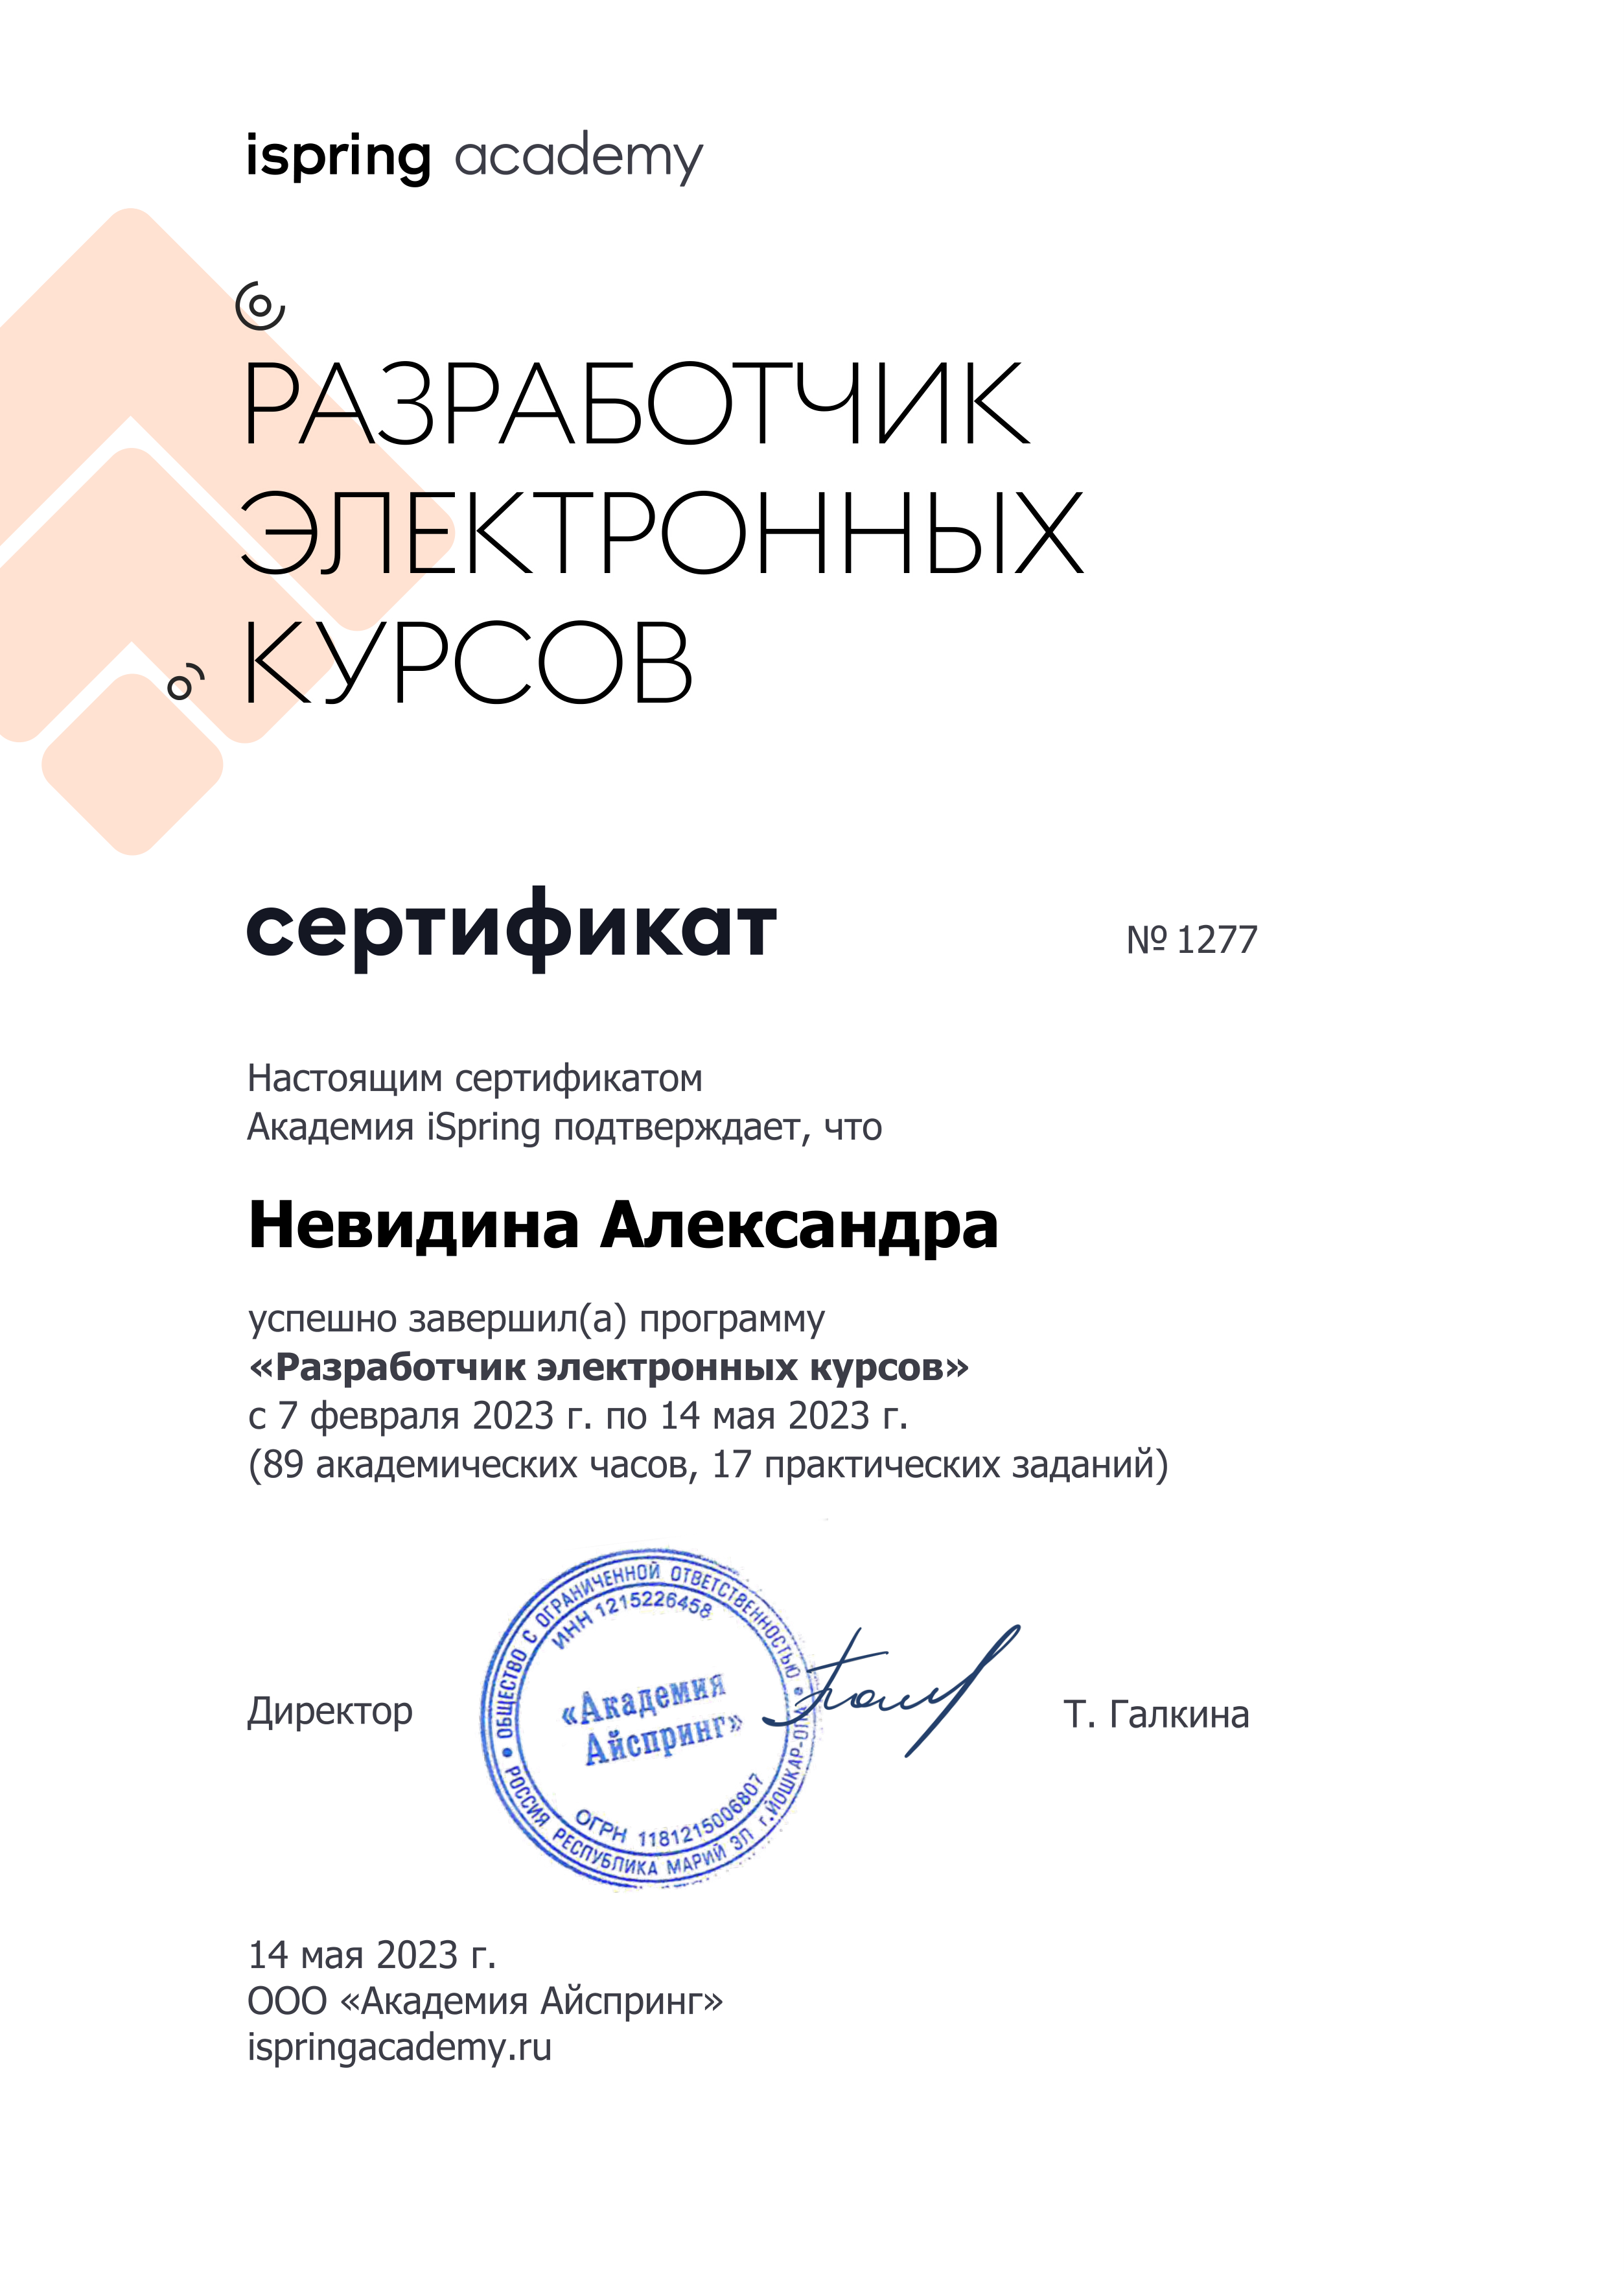 ispring academy
РАЗРАБОТЧИК
ЭЛЕКТРОННЫХ
КУРСОВ
сертификат
№ 1277
Настоящим сертификатом
Академия iSpring подтверждает, что
Невидина Александра
успешно завершил(а) программу
«Разработчик электронных курсов»
с 7 февраля 2023 г. по 14 мая 2023 г.
(89 академических часов, 17 практических заданий)
Директор
ОБЩЕСТВО С ОГРАНИЧЕННОЙ ОТВЕТСТВЕННОСТЬЮ
ИНН 1215226458
«Академия
Айспринг»
ОГРН 1181215006807
РОССИЯ РЕСПУБЛИКА МАРИЙ ЭЛ г.ЙОШКАР-ОЛА
Т. Галкина
14 мая 2023 г.
ООО «Академия Айспринг»
ispringacademy.ru